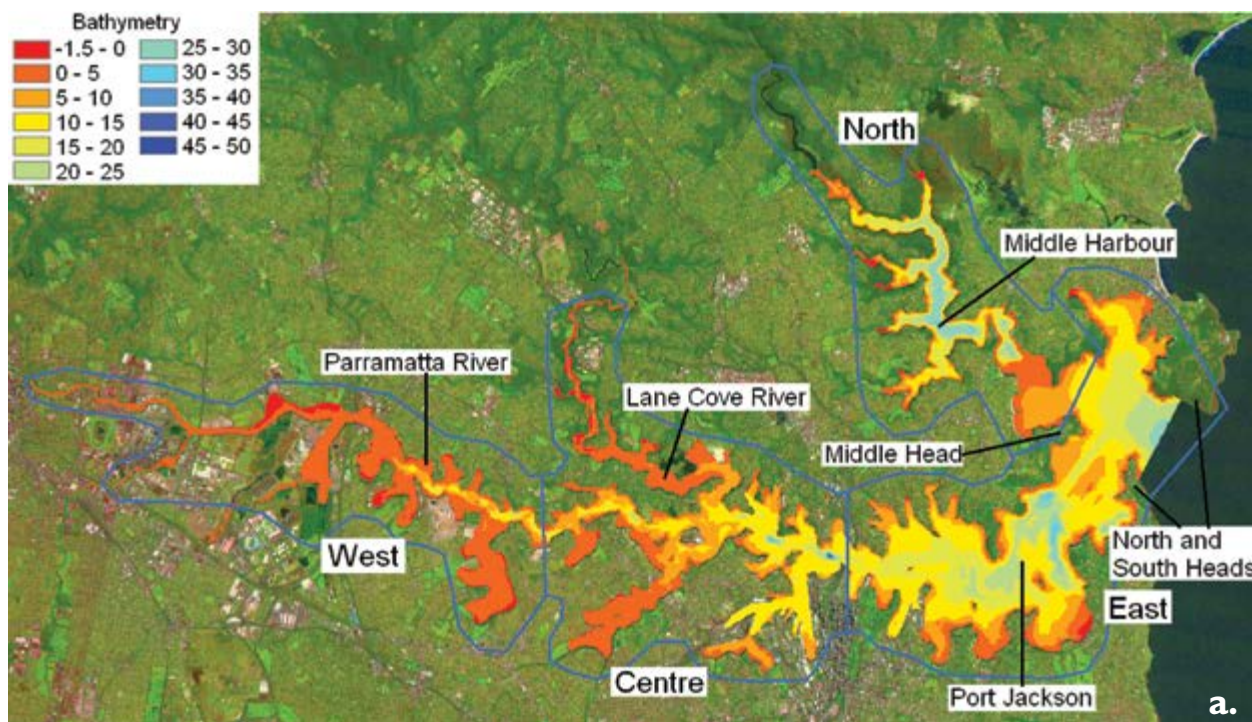 Bathymetry
-1.5 - 0
0 - 5
5 - 10
10 - 15
15 - 20
20 - 25
25 - 30
30 - 35
35 - 40
40 - 45
45 - 50
North
Middle Harbour
Parramatta River
Lane Cove River
Middle Head
West
North and
South Heads
East
Centre
Port Jackson
a.